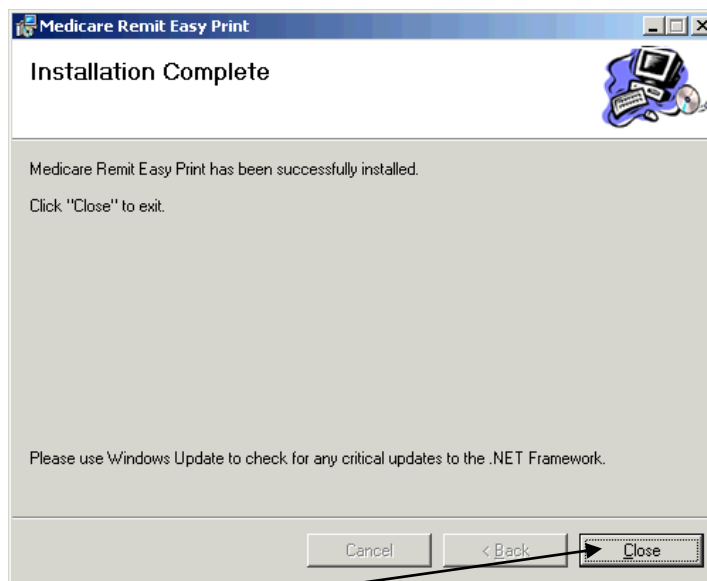 Medicare Remit Easy Print
Installation Complete
Medicare Remit Easy Print has been successfully installed.
Click "Close" to exit.
Please use Windows Update to check for any critical updates to the .NET Framework.
Cancel
< Back
Close